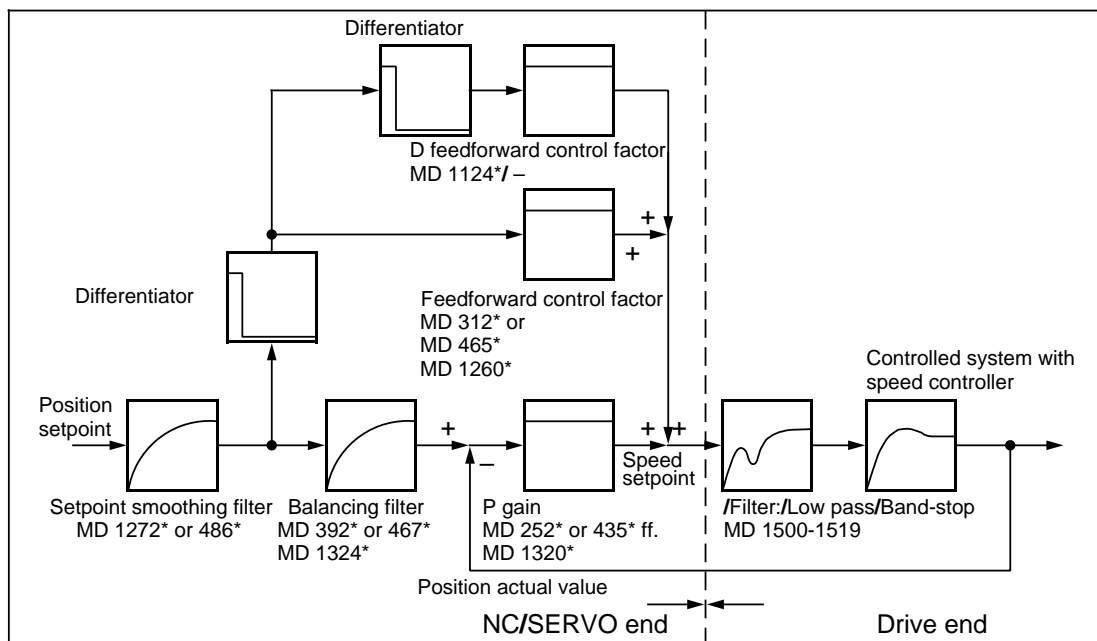 Differentiator
D feedforward control factor
MD 1124*/ –
+
+
Differentiator
Feedforward control factor
MD 312* or
MD 465*
MD 1260*
Controlled system with
speed controller
Position
setpoint
+
–
+ +
Speed
setpoint
Setpoint smoothing filter
MD 1272* or 486*
Balancing filter
MD 392* or 467*
MD 1324*
P gain
MD 252* or 435* ff.
MD 1320*
/Filter:/Low pass/Band-stop
MD 1500-1519
Position actual value
NC/SERVO end
Drive end